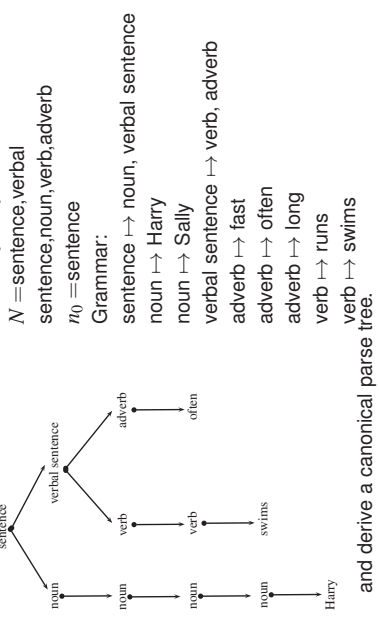 N =sentence,verbal
sentence,noun,verb,adverb
n₀ =sentence
Grammar:
sentence ↦ noun, verbal sentence
noun ↦ Harry
noun ↦ Sally
verbal sentence ↦ verb, adverb
adverb ↦ fast
adverb ↦ often
adverb ↦ long
verb ↦ runs
verb ↦ swims
sentence
noun
verbal sentence
noun
verb
adverb
noun
verb
often
noun
swims
Harry
and derive a canonical parse tree.